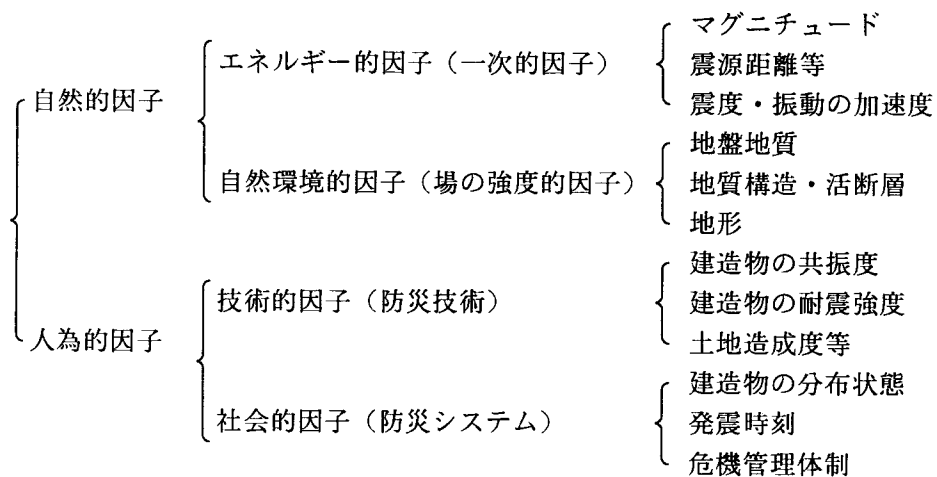 自然的因子
エネルギー的因子（一次的因子）
マグニチュード
震源距離等
震度・振動の加速度
自然環境的因子（場の強度的因子）
地盤地質
地質構造・活断層
地形
人為的因子
技術的因子（防災技術）
建造物の共振度
建造物の耐震強度
土地造成度等
社会的因子（防災システム）
建造物の分布状態
発震時刻
危機管理体制